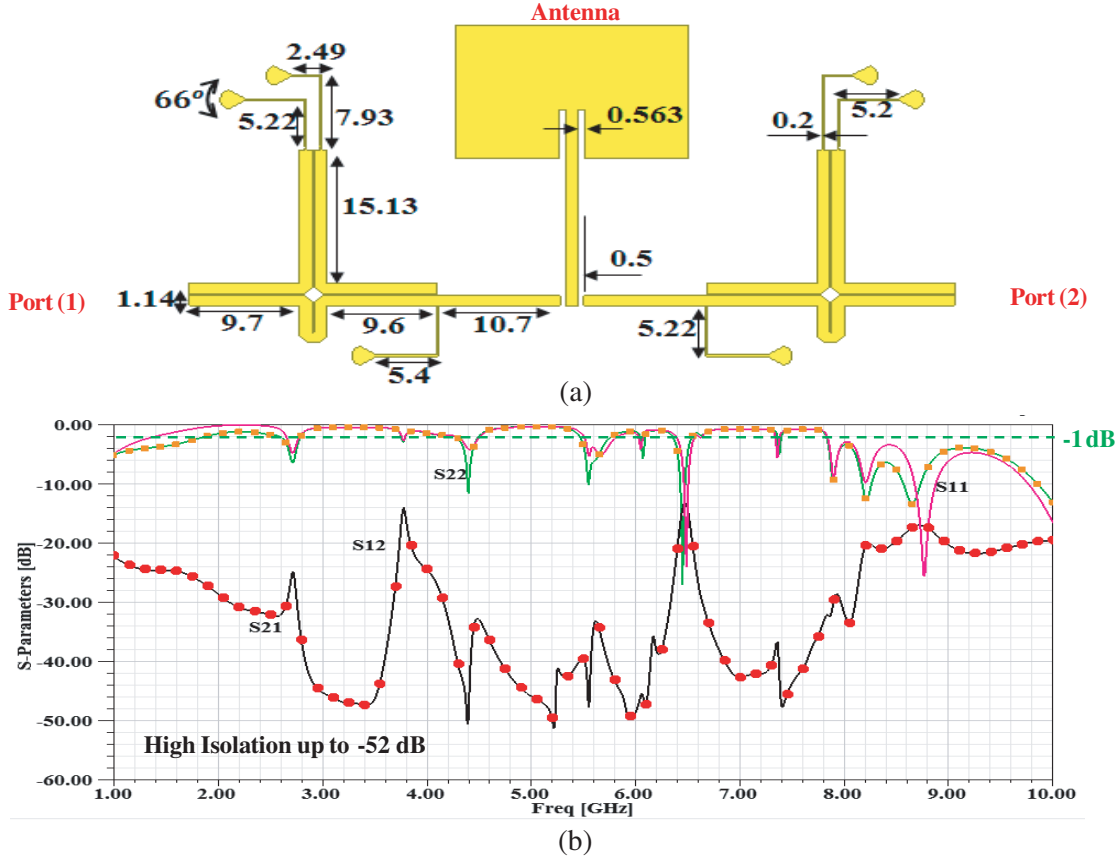 Antenna
2.49
66°
5.22
7.93
0.563
0.2
5.2
15.13
0.5
Port (1)
1.14
9.7
9.6
10.7
5.22
Port (2)
5.4
(a)
0.00
-10.00
-20.00
-30.00
-40.00
-50.00
-60.00
S-Parameters [dB]
-1 dB
S22
S11
S12
S21
High Isolation up to -52 dB
1.00 2.00 3.00 4.00 5.00 6.00 7.00 8.00 9.00 10.00
Freq [GHz]
(b)